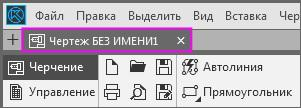 Файл Правка Выделить Вид Вставка Чер
Чертеж БЕЗ ИМЕНИ1
Черчение Автолиния
Управление Прямоугольник